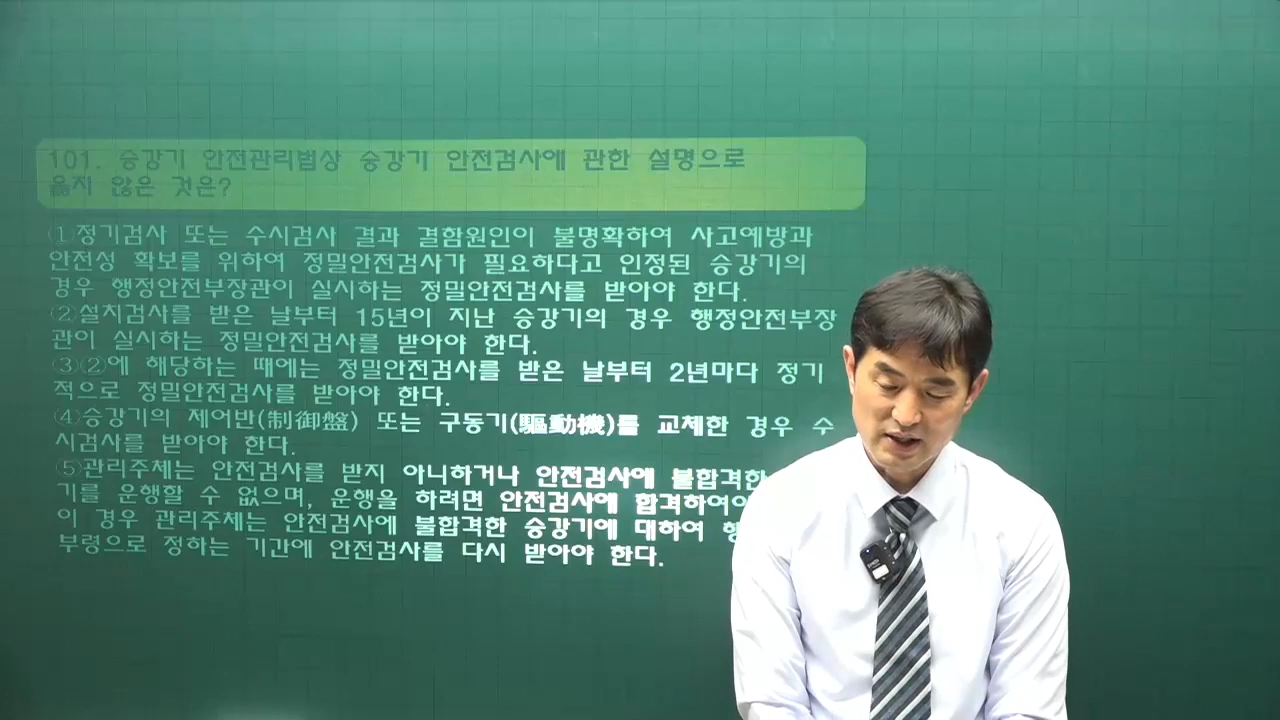 101. 승강기 안전관리법상 승강기 안전검사에 관한 설명으로
옳지 않은 것은?
①정기검사 또는 수시검사 결과 결함원인이 불명확하여 사고예방과
안전성 확보를 위하여 정밀안전검사가 필요하다고 인정된 승강기의
경우 행정안전부장관이 실시하는 정밀안전검사를 받아야 한다.
②설치검사를 받은 날부터 15년이 지난 승강기의 경우 행정안전부장
관이 실시하는 정밀안전검사를 받아야 한다.
③②에 해당하는 때에는 정밀안전검사를 받은 날부터 2년마다 정기
적으로 정밀안전검사를 받아야 한다.
④승강기의 제어반(制御盤) 또는 구동기(驅動機)를 교체한 경우 수
시검사를 받아야 한다.
⑤관리주체는 안전검사를 받지 아니하거나 안전검사에 불합격한
기를 운행할 수 없으며, 운행을 하려면 안전검사에 합격하여야
이 경우 관리주체는 안전검사에 불합격한 승강기에 대하여
부령으로 정하는 기간에 안전검사를 다시 받아야 한다.